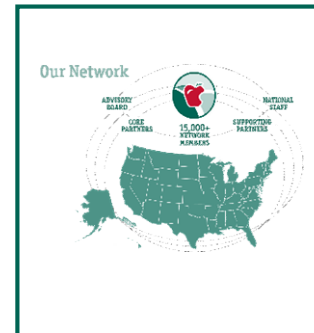 Our Network
ADVISORY
BOARD
NATIONAL
STAFF
CORE
PARTNERS
15,000+
NETWORK
MEMBERS
SUPPORTING
PARTNERS